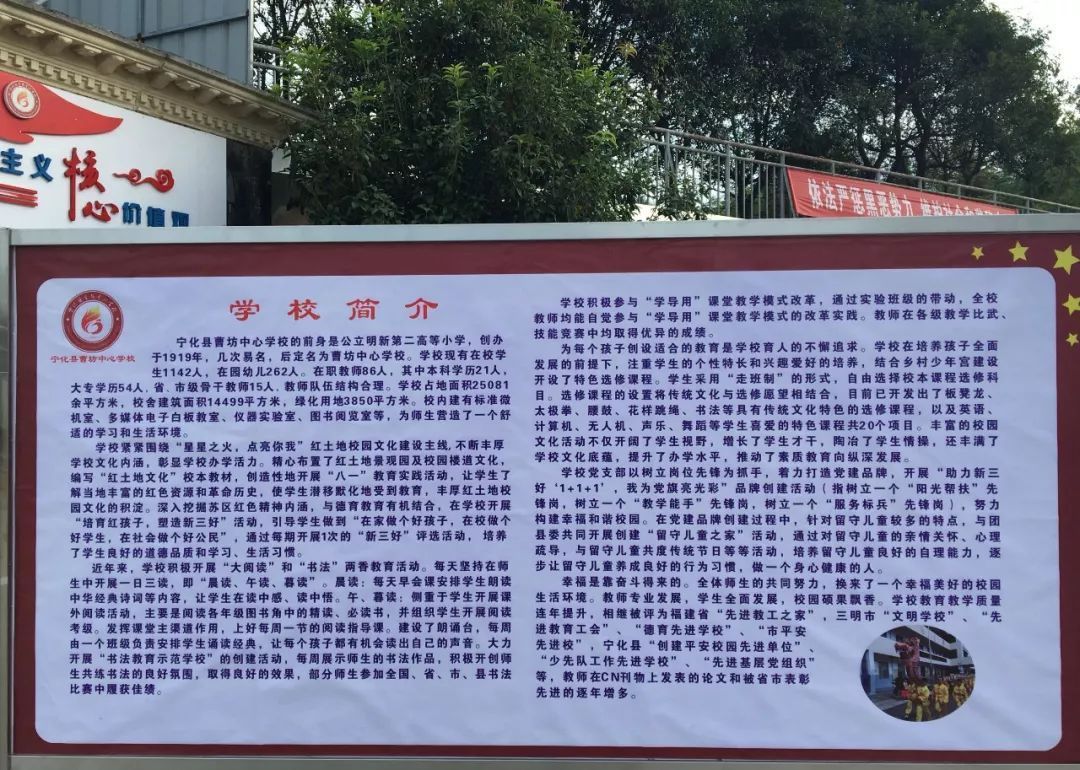 主义
核心
价值观
依法严惩黑恶势力
宁化县曹坊中心学校
学校简介
宁化县曹坊中心学校的前身是公立明新第二高等小学，创办
于1919年，几次易名，后定名为曹坊中心学校。学校现有在校学
生1142人，在园幼儿262人。在职教师86人，其中本科学历21人，
大专学历54人，省、市级骨干教师15人，教师队伍结构合理。学校占地面积25081
余平方米，校舍建筑面积14499平方米，绿化用地3850平方米。校内建有标准微
机室、多媒体电子白板教室、仪器实验室、图书阅览室等，为师生营造了一个舒
适的学习和生活环境。
学校紧紧围绕“星星之火，点亮你我”红土地校园文化建设主线，不断丰厚
学校文化内涵，彰显学校办学活力。精心布置了红土地景观园及校园楼道文化，
编写“红土地文化”校本教材，创造性地开展“八一”教育实践活动，让学生了
解当地丰富的红色资源和革命历史，使学生潜移默化地受到教育，丰厚红土地校
园文化的积淀。深入挖掘苏区红色精神内涵，与德育教育有机结合，在学校开展
“培育红孩子，塑造新三好”活动，引导学生做到“在家做个好孩子，在校做个
好学生，在社会做个好公民”，通过每期开展1次的“新三好”评选活动，培养
了学生良好的道德品质和学习、生活习惯。
近年来，学校积极开展“大阅读”和“书法”两香教育活动。每天坚持在师
生中开展一日三读，即“晨读、午读、暮读”。晨读：每天早会课安排学生朗读
中华经典诗词等内容，让学生在读中感、读中悟。午、暮读：侧重于学生开展课
外阅读活动，主要是阅读各年级图书角中的精读、必读书，并组织学生开展阅读
考级。发挥课堂主渠道作用，上好每周一节的阅读指导课。建设了朗诵台，每周
由一个班级负责安排学生诵读经典，让每个孩子都有机会读出自己的声音。大力
开展“书法教育示范学校”的创建活动，每周展示师生的书法作品，积极开创师
生共练书法的良好氛围，取得良好的效果，部分师生参加全国、省、市、县书法
比赛中屡获佳绩。
学校积极参与“学导用”课堂教学模式改革，通过实验班级的带动，全校
教师均能自觉参与“学导用”课堂教学模式的改革实践。教师在各级教学比武、
技能竞赛中均取得优异的成绩。
为每个孩子创设适合的教育是学校育人的不懈追求。学校在培养孩子全面
发展的前提下，注重学生的个性特长和兴趣爱好的培养，结合乡村少年宫建设
开设了特色选修课程。学生采用“走班制”的形式，自由选择校本课程选修科
目。选修课程的设置将传统文化与选修愿望相结合，目前已开发出了板凳龙、
太极拳、腰鼓、花样跳绳、书法等具有传统文化特色的选修课程，以及英语、
计算机、无人机、声乐、舞蹈等学生喜爱的特色课程共20个项目。丰富的校园
文化活动不仅开阔了学生视野，增长了学生才干，陶冶了学生情操，还丰满了
学校文化底蕴，提升了办学水平，推动了素质教育向纵深发展。
学校党支部以树立岗位先锋为抓手，着力打造党建品牌，开展“助力新三
好‘1+1+1’，我为党旗亮光彩”品牌创建活动（指树立一个“阳光帮扶”先
锋岗，树立一个“教学能手”先锋岗，树立一个“服务标兵”先锋岗），努力
构建幸福和谐校园。在党建品牌创建过程中，针对留守儿童较多的特点，与团
县委共同开展创建“留守儿童之家”活动，通过对留守儿童的亲情关怀、心理
疏导，与留守儿童共度传统节日等等活动，培养留守儿童良好的自理能力，逐
步让留守儿童养成良好的行为习惯，做一个身心健康的人。
幸福是靠奋斗得来的。全体师生的共同努力，换来了一个幸福美好的校园
生活环境。教师专业发展，学生全面发展，校园硕果飘香。学校教育教学质量
连年提升，相继被评为福建省“先进教工之家”，三明市“文明学校”、“先
进教育工会”、“德育先进学校”、“市平安
先进校”，宁化县“创建平安校园先进单位”、
“少先队工作先进学校”、“先进基层党组织”
等，教师在CN刊物上发表的论文和被省市表彰
先进的逐年增多。